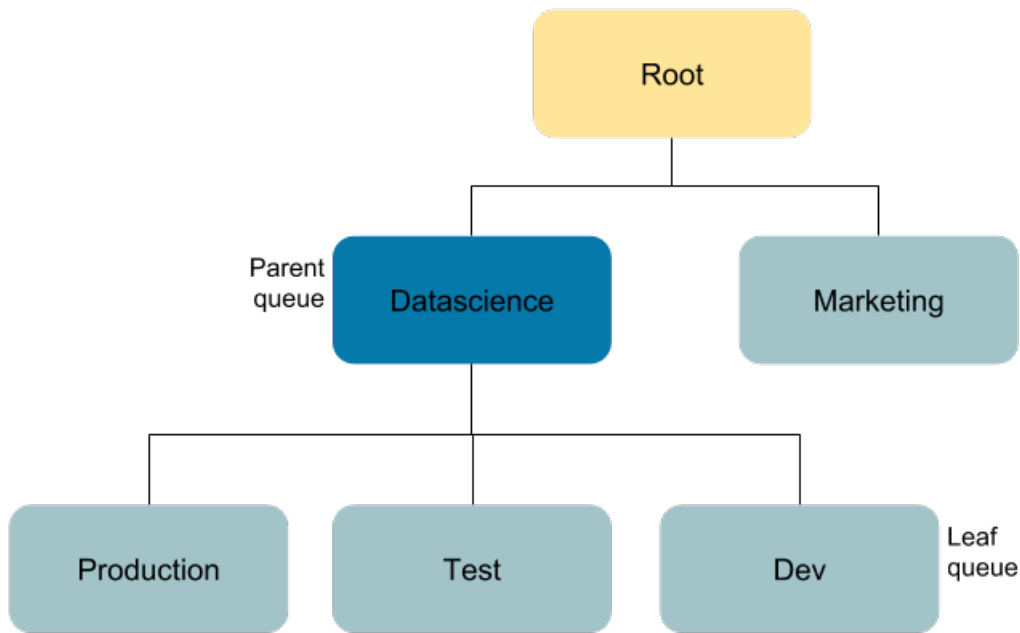 Root
Parent
queue
Datascience
Marketing
Production
Test
Dev
Leaf
queue